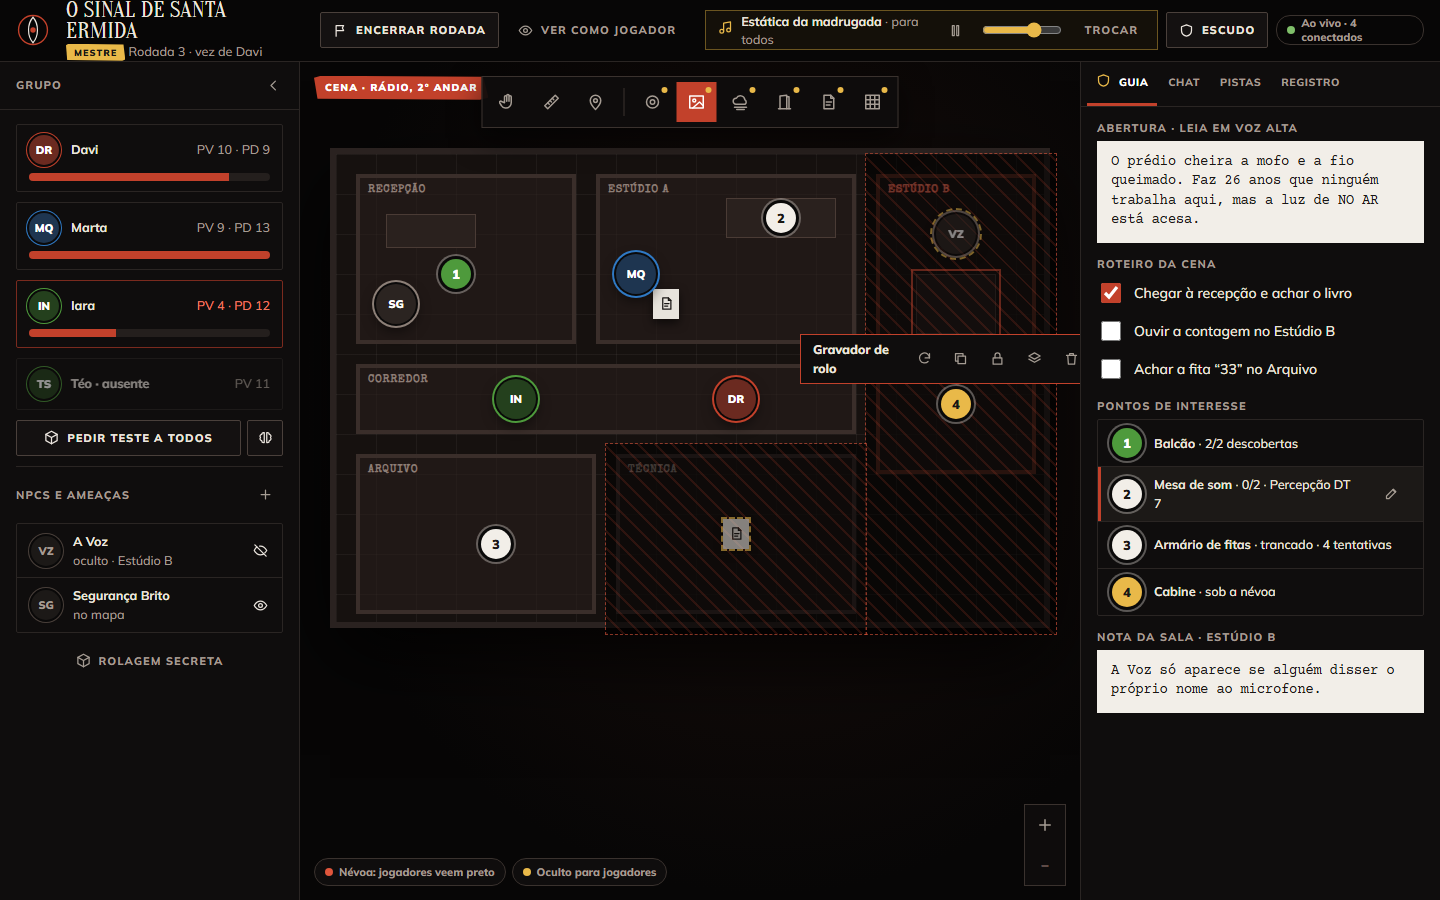 O SINAL DE SANTA
ERMIDA
MESTRE Rodada 3 · vez de Davi
ENCERRAR RODADA
VER COMO JOGADOR
Estática da madrugada · para
todos
TROCAR
ESCUDO
Ao vivo · 4
conectados
GRUPO
DR Davi PV 10 · PD 9
MQ Marta PV 9 · PD 13
IN Iara PV 4 · PD 12
TS Téo · ausente PV 11
PEDIR TESTE A TODOS
NPCS E AMEAÇAS
VZ A Voz
oculto · Estúdio B
SG Segurança Brito
no mapa
ROLAGEM SECRETA
CENA · RÁDIO, 2º ANDAR
RECEPÇÃO
ESTÚDIO A
ESTÚDIO B
2
VZ
1
MQ
SG
Gravador de
rolo
CORREDOR
IN
DR
4
ARQUIVO
TÉCNICA
3
Névoa: jogadores veem preto
Oculto para jogadores
+
−
GUIA
CHAT
PISTAS
REGISTRO
ABERTURA · LEIA EM VOZ ALTA
O prédio cheira a mofo e a fio
queimado. Faz 26 anos que ninguém
trabalha aqui, mas a luz de NO AR
está acesa.
ROTEIRO DA CENA
Chegar à recepção e achar o livro
Ouvir a contagem no Estúdio B
Achar a fita “33” no Arquivo
PONTOS DE INTERESSE
1 Balcão · 2/2 descobertas
2 Mesa de som · 0/2 · Percepção DT
7
3 Armário de fitas · trancado · 4 tentativas
4 Cabine · sob a névoa
NOTA DA SALA · ESTÚDIO B
A Voz só aparece se alguém disser o
próprio nome ao microfone.